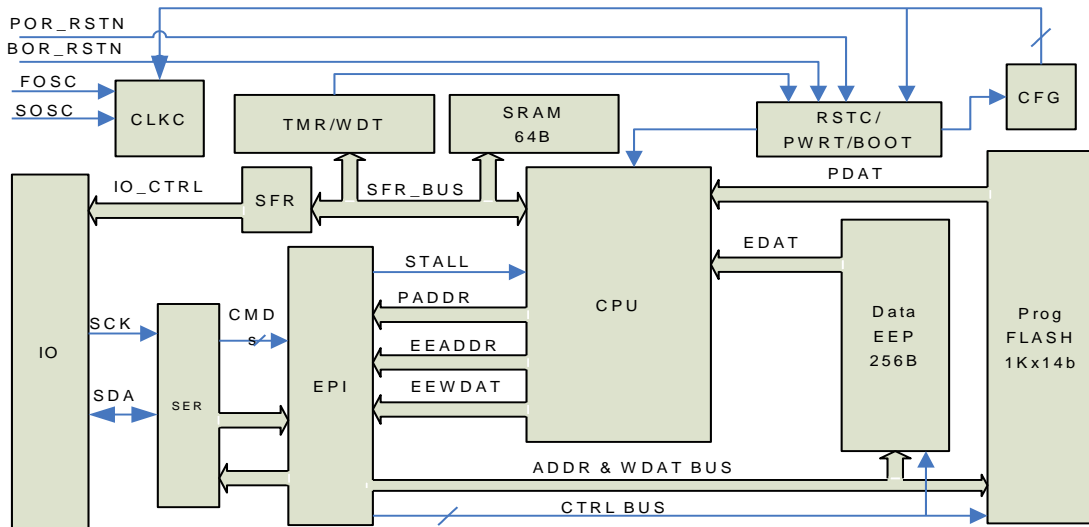 POR_RSTN
BOR_RSTN
FOSC
SOSC
CLKC
TMR/WDT
SRAM
64B
RSTC/
PWRT/BOOT
CFG
IO_CTRL
SFR
SFR_BUS
PDAT
EDAT
STALL
PADDR
CPU
EEADDR
EEWDAT
Data
EEP
256B
Prog
FLASH
1Kx14b
IO
SCK
CMD
s
SDA
SER
EPI
ADDR & WDAT BUS
CTRL BUS